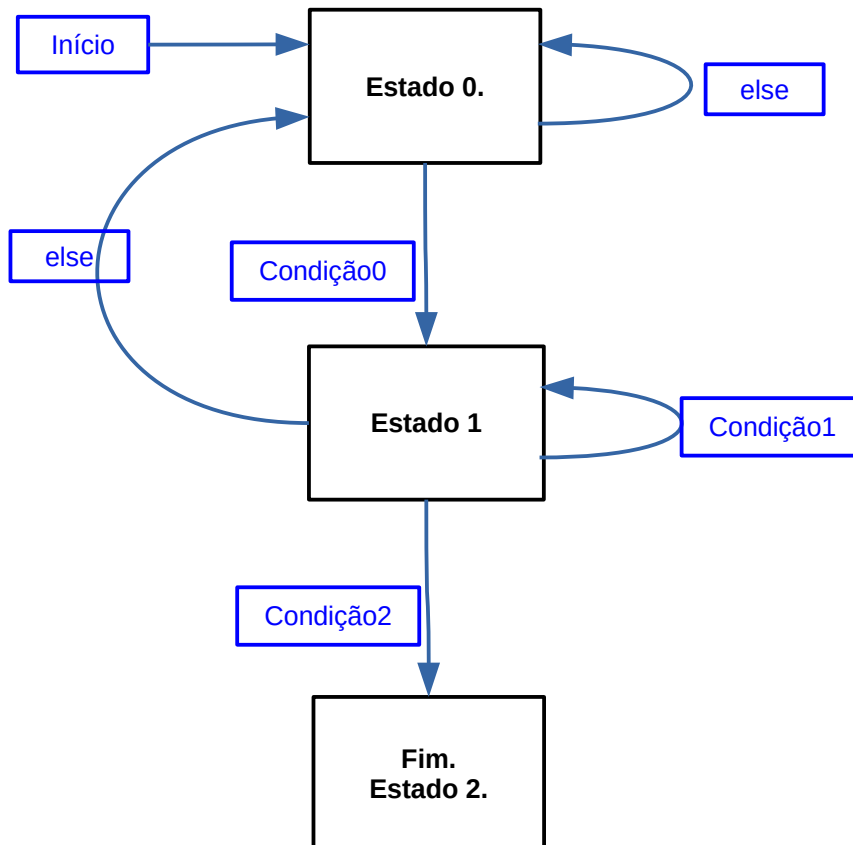 Início
Estado 0.
else
else
Condição0
Estado 1
Condição1
Condição2
Fim.
Estado 2.